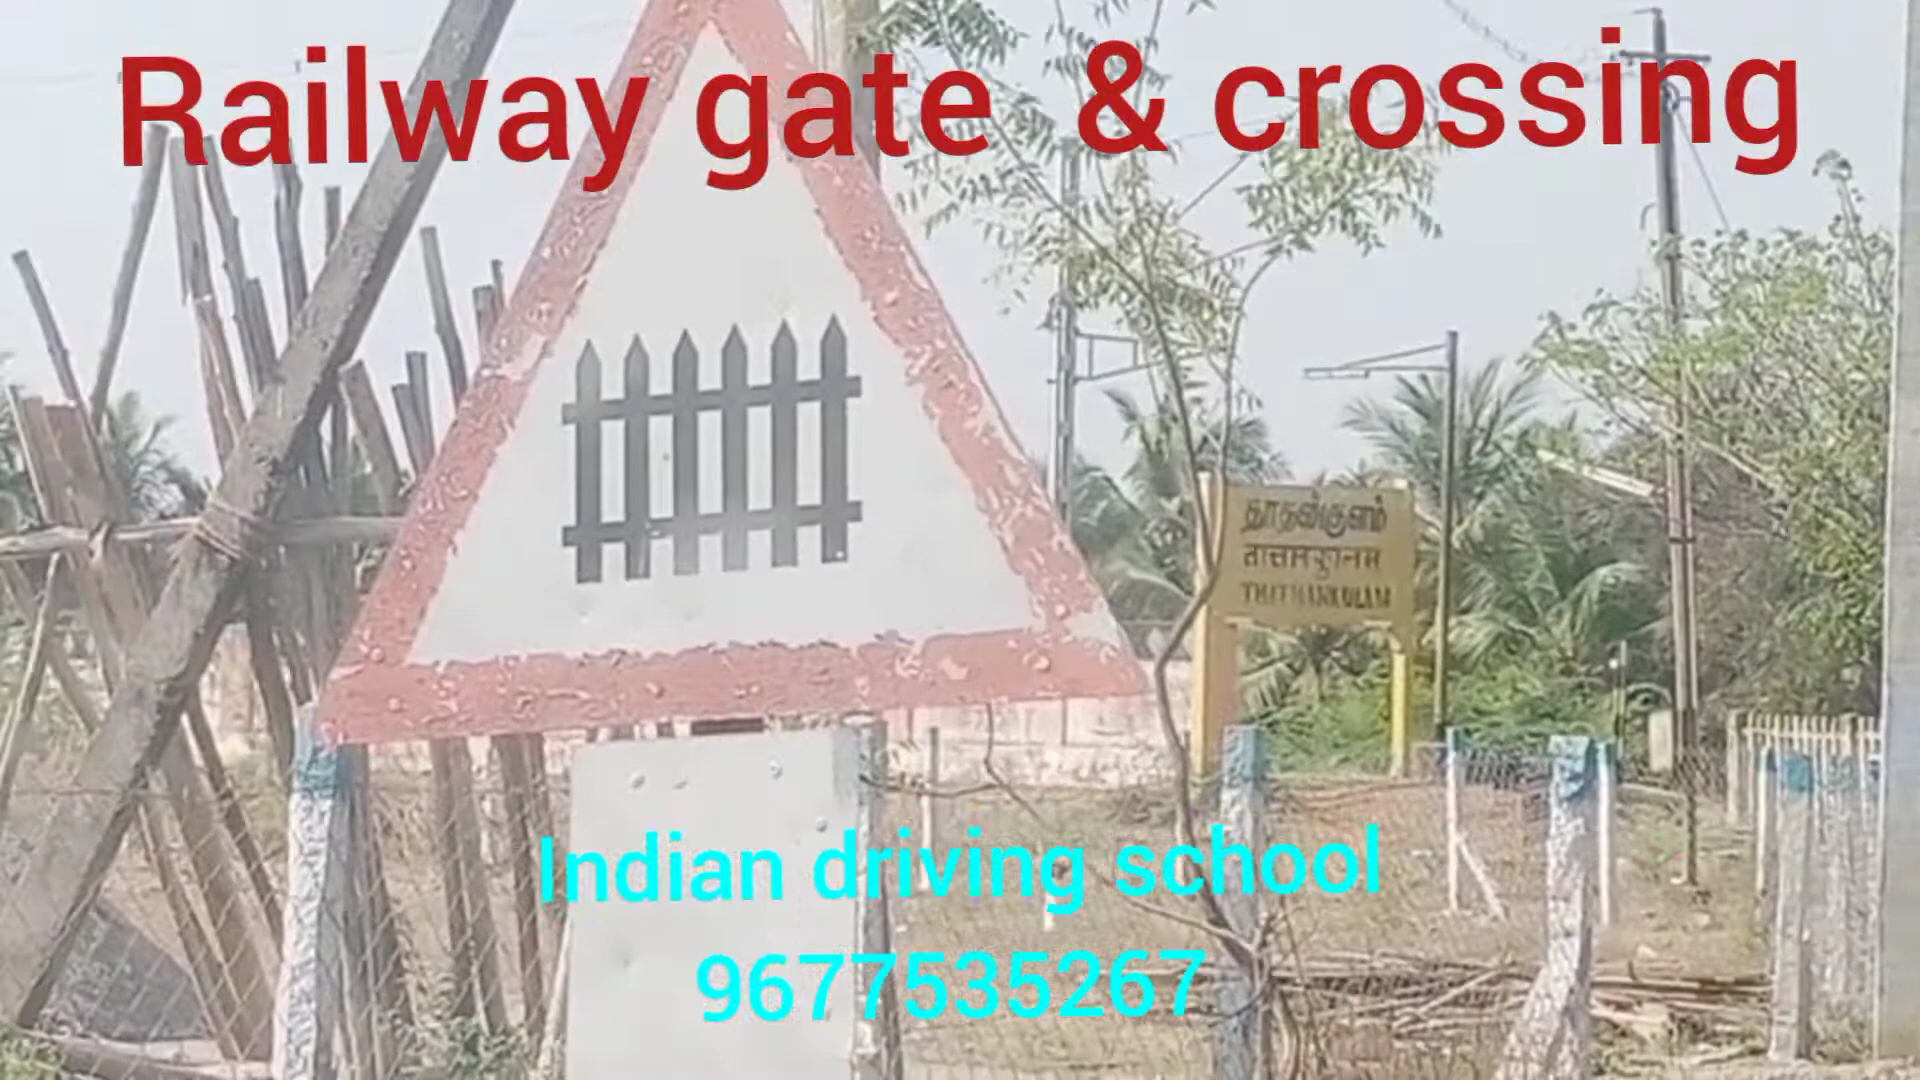 Railway gate & crossing
தாதன்குளம்
THATHANKULAM
Indian driving school
9677535267